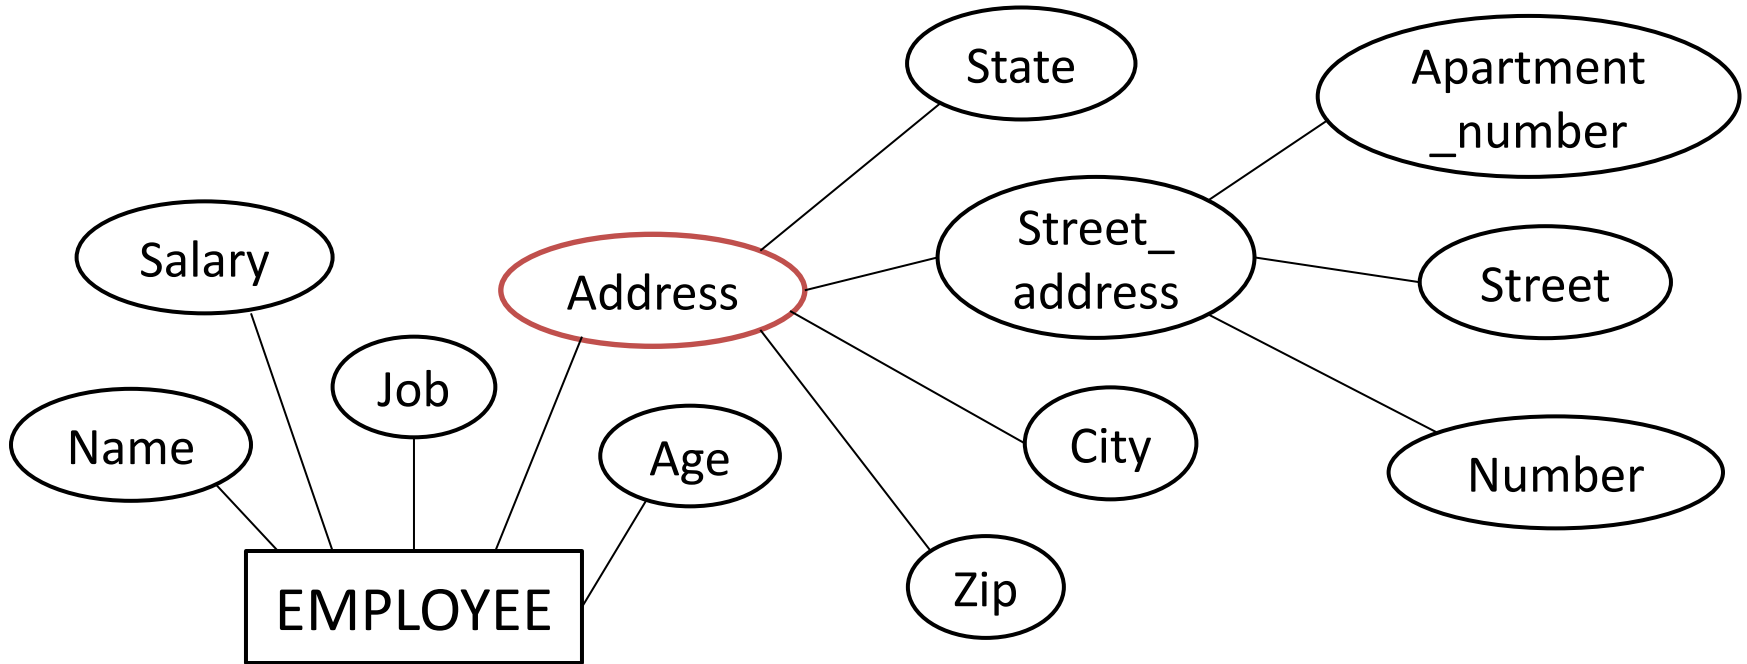 State
Apartment
_number
Salary
Address
Street_
address
Street
Name
Job
Age
City
Number
EMPLOYEE
Zip